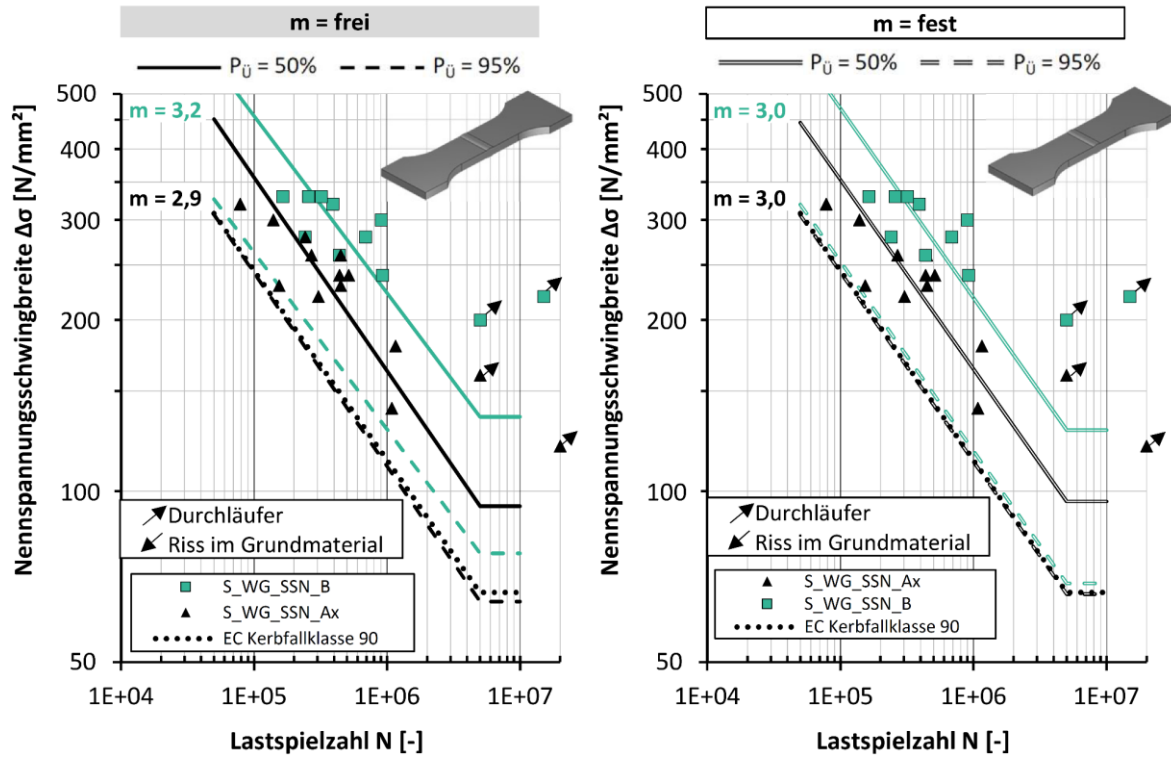 m = frei
P_Ü = 50% P_Ü = 95%
Nennspannungsschwingbreite Δσ [N/mm²]
500
400
300
200
100
50
m = 3,2
m = 2,9
Durchläufer
Riss im Grundmaterial
S_WG_SSN_B
S_WG_SSN_Ax
EC Kerbfallklasse 90
1E+04 1E+05 1E+06 1E+07
Lastspielzahl N [-]
m = fest
P_Ü = 50% P_Ü = 95%
Nennspannungsschwingbreite Δσ [N/mm²]
500
400
300
200
100
50
m = 3,0
m = 3,0
Durchläufer
Riss im Grundmaterial
S_WG_SSN_Ax
S_WG_SSN_B
EC Kerbfallklasse 90
1E+04 1E+05 1E+06 1E+07
Lastspielzahl N [-]